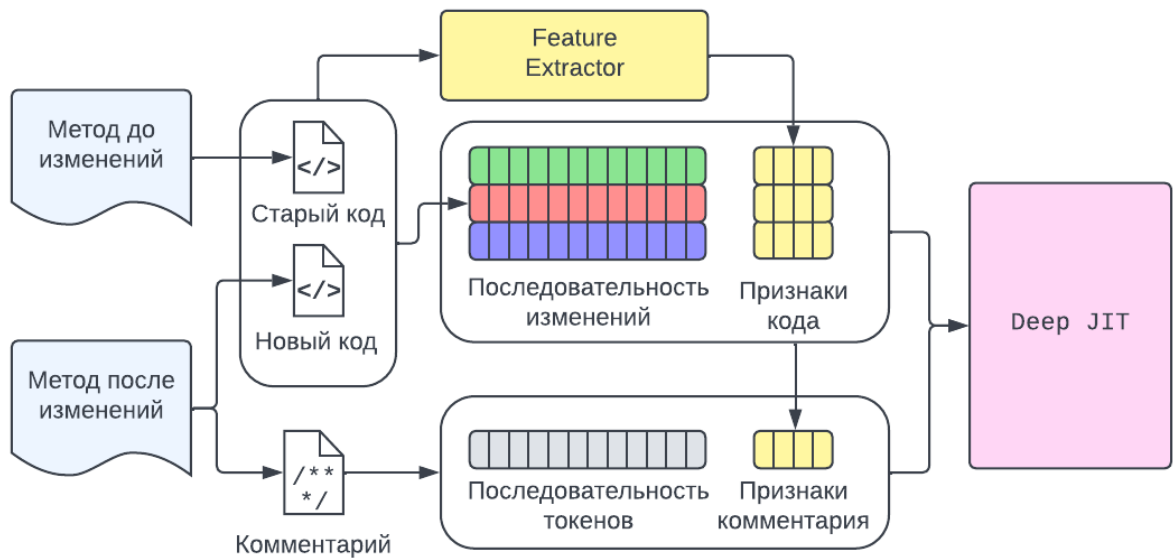 Feature
Extractor
Метод до
изменений
</>
Старый код
</>
Новый код
Последовательность
изменений
Признаки
кода
Deep JIT
Метод после
изменений
/**
*/
Комментарий
Последовательность
токенов
Признаки
комментария